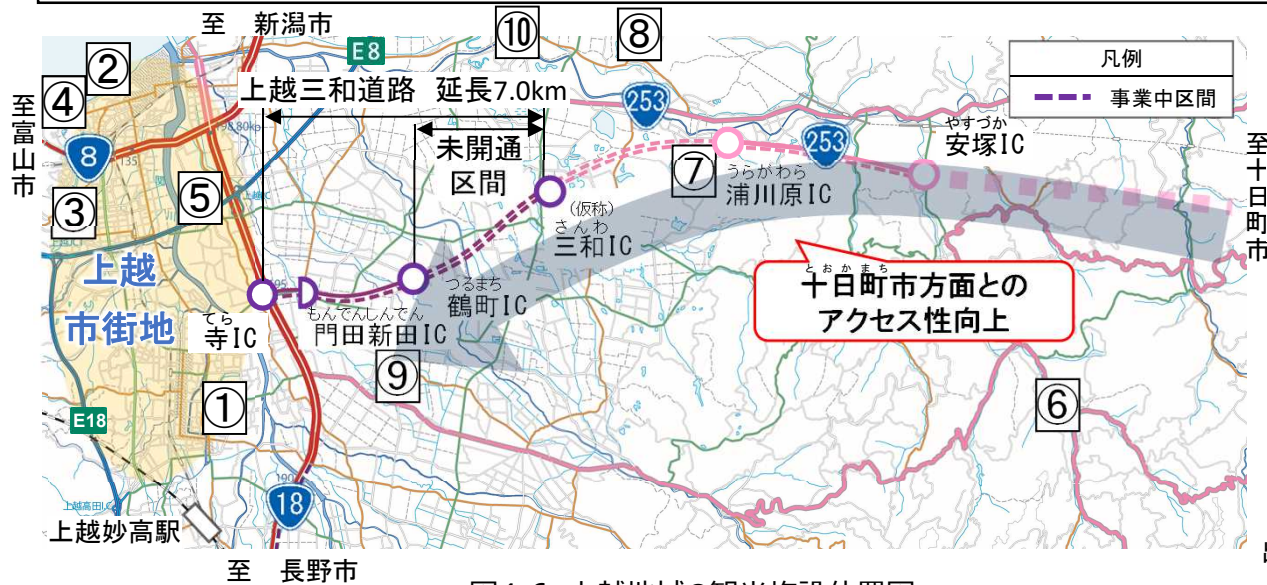 至 新潟市
⑩
⑧
E8
②
④
至富山市
8
③
⑤
上越三和道路 延長7.0km
未開通
区間
253
⑦
253
うらがわら
浦川原IC
やすづか
安塚IC
凡例
事業中区間
至十日町市
(仮称)
さんわ
三和IC
つるまち
鶴町IC
もんでんしんでん
門田新田IC
てら
寺IC
上越
市街地
とおかまち
十日町市方面との
アクセス性向上
⑨
①
⑥
E18
18
上越高田IC
上越妙高駅
至 長野市